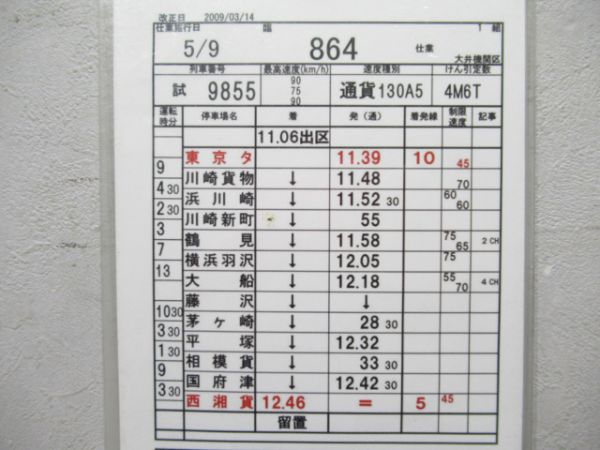 改正日 2009/03/14
仕業施行日 臨 1 組
5/9 864 仕業 大井機関区
列車番号 最高速度(km/h) 速度種別 けん引定数
試 9855 90 75 90 通貨130A5 4M6T
運転時分 停車場名 着 発(通) 着発線 制限速度 記事
11.06出区
東京タ 11.39 10 45
9
川崎貨物 ↓ 11.48 70
4 30
浜川崎 ↓ 11.52 30 60 60
2 30
川崎新町 ↓ 55
3
鶴見 ↓ 11.58 75 65 2CH
7
横浜羽沢 ↓ 12.05 75
13
大船 ↓ 12.18 55 70 4CH
藤沢 ↓ ↓
10 30
茅ヶ崎 ↓ 28 30
3 30
平塚 ↓ 12.32
1 30
相模貨 ↓ 33 30
9
国府津 ↓ 12.42 30
3 30
西湘貨 12.46 = 5 45
留置